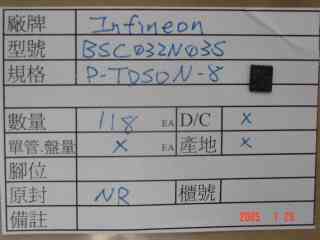 廠牌 Infineon
型號 BSC032N03S
規格 P-TDSON-8
數量 118 EA D/C x
單管.盤量 x EA 產地 x
腳位
原封 NR 櫃號
備註 2005 1 28